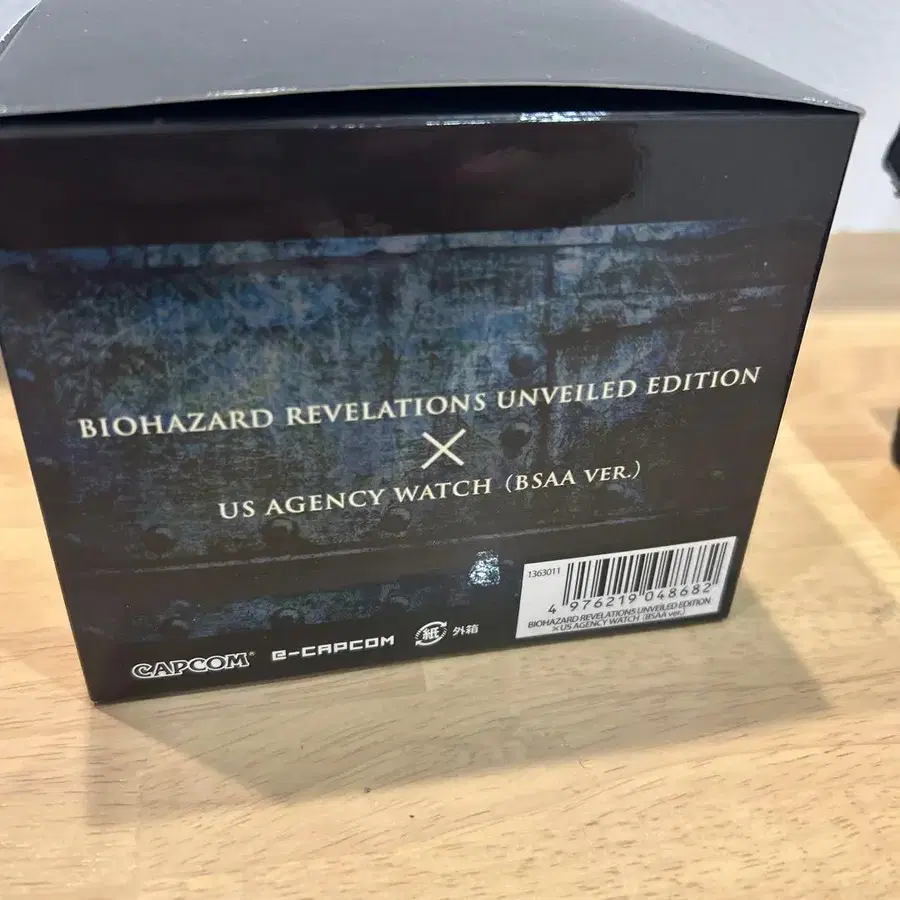 BIOHAZARD REVELATIONS UNVEILED EDITION
×
US AGENCY WATCH (BSAA VER.)
1363011
4 976219 048682
BIOHAZARD REVELATIONS UNVEILED EDITION
×US AGENCY WATCH (BSAA ver.)
CAPCOM®
e-CAPCOM
紙 外箱